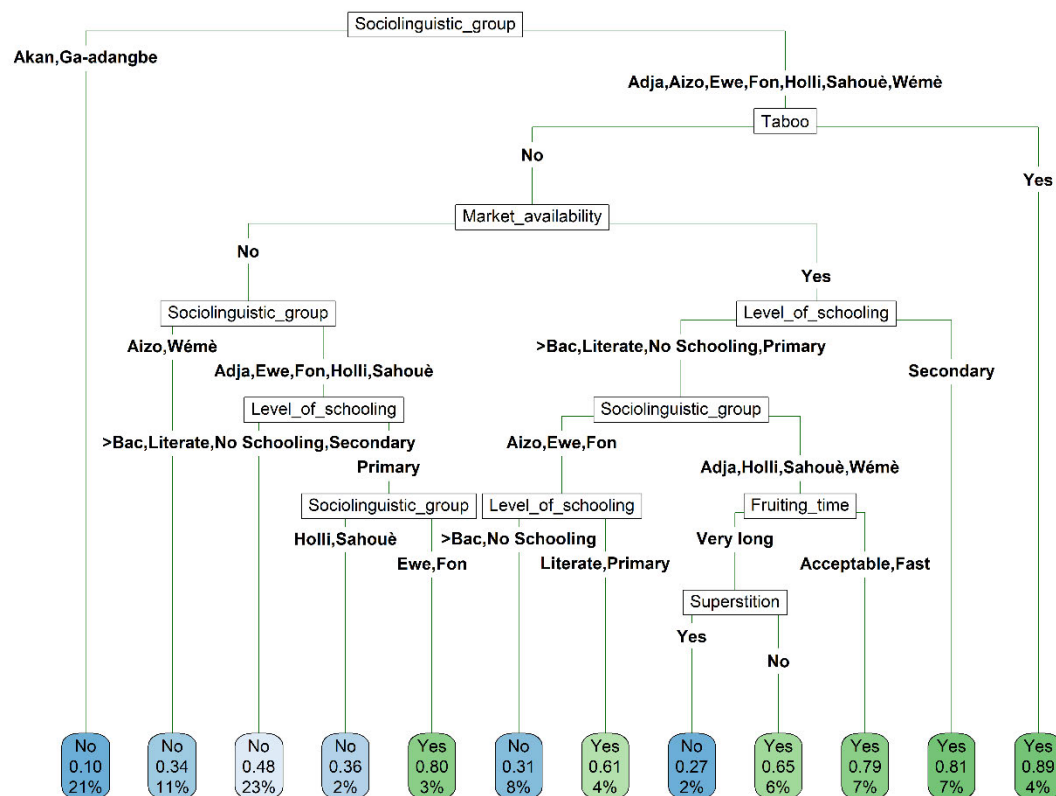 Sociolinguistic_group
Akan,Ga-adangbe
Adja,Aizo,Ewe,Fon,Holli,Sahouè,Wémè
Taboo
No
Yes
Market_availability
No
Yes
Sociolinguistic_group
Level_of_schooling
Aizo,Wémè
>Bac,Literate,No Schooling,Primary
Adja,Ewe,Fon,Holli,Sahouè
Secondary
Level_of_schooling
Sociolinguistic_group
>Bac,Literate,No Schooling,Secondary
Aizo,Ewe,Fon
Primary
Adja,Holli,Sahouè,Wémè
Sociolinguistic_group
Level_of_schooling
Fruiting_time
Holli,Sahouè
>Bac,No Schooling
Very long
Ewe,Fon
Literate,Primary
Acceptable,Fast
Superstition
Yes
No
No No No No Yes No Yes No Yes Yes Yes Yes
0.10 0.34 0.48 0.36 0.80 0.31 0.61 0.27 0.65 0.79 0.81 0.89
21% 11% 23% 2% 3% 8% 4% 2% 6% 7% 7% 4%